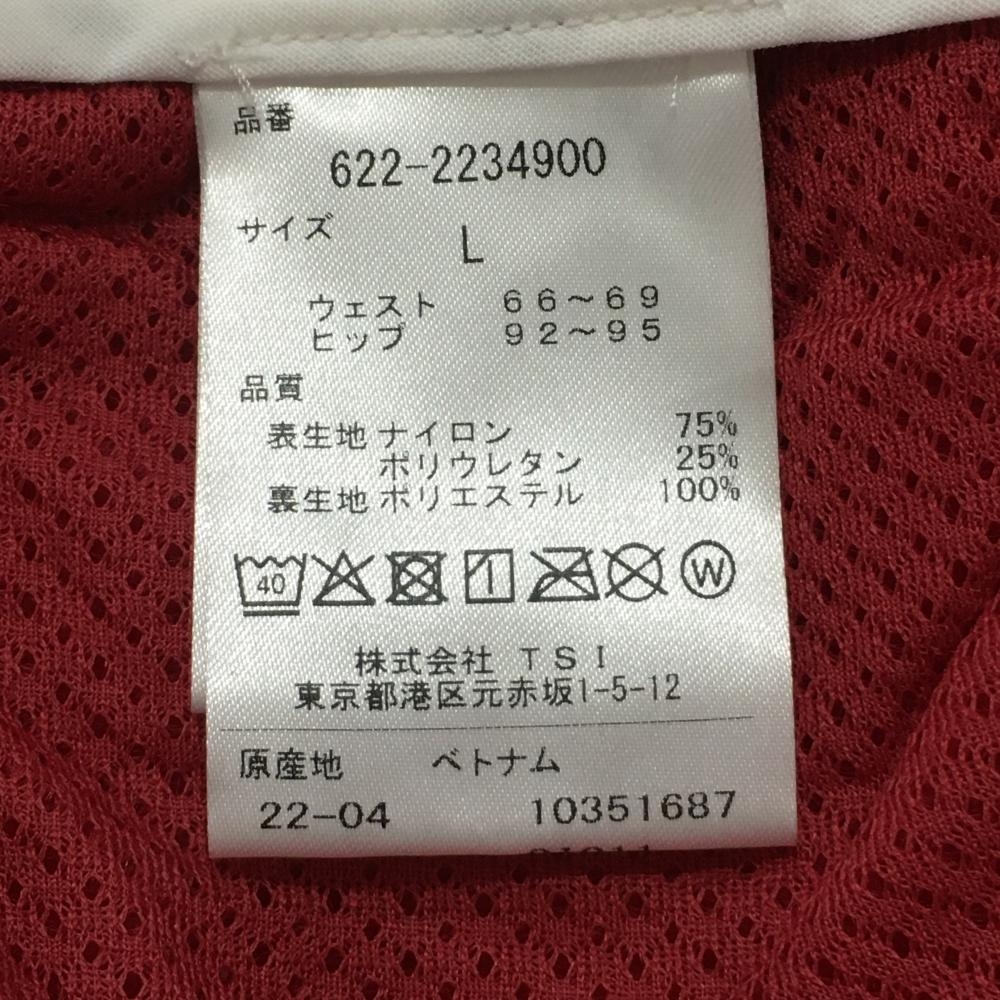 品番
622-2234900
サイズ L
ウェスト 66～69
ヒップ 92～95
品質
表生地 ナイロン 75%
ポリウレタン 25%
裏生地 ポリエステル 100%
40 W
株式会社 TSI
東京都港区元赤坂1-5-12
原産地 ベトナム
22-04 10351687